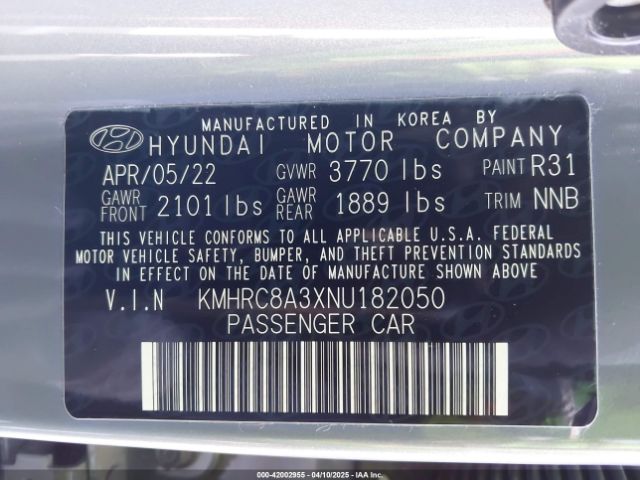 MANUFACTURED IN KOREA BY
HYUNDAI MOTOR COMPANY
APR/05/22 GVWR 3770 lbs PAINT R31
GAWR FRONT 2101 lbs GAWR REAR 1889 lbs TRIM NNB
THIS VEHICLE CONFORMS TO ALL APPLICABLE U.S.A. FEDERAL
MOTOR VEHICLE SAFETY, BUMPER, AND THEFT PREVENTION STANDARDS
IN EFFECT ON THE DATE OF MANUFACTURE SHOWN ABOVE.
V.I.N KMHRC8A3XNU182050
PASSENGER CAR
000-42002955 - 04/10/2025 - IAAI.COM